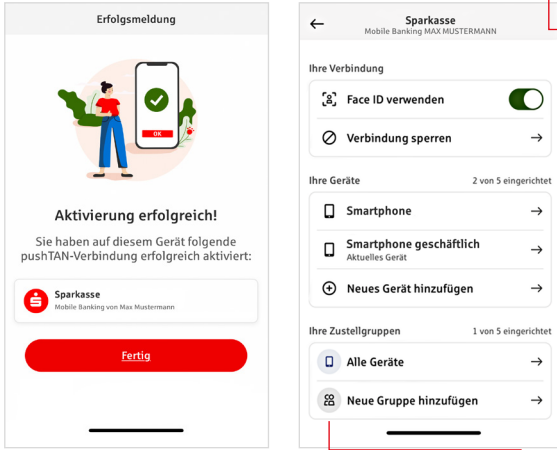 Erfolgsmeldung
OK
Aktivierung erfolgreich!
Sie haben auf diesem Gerät folgende
pushTAN-Verbindung erfolgreich aktiviert:
Sparkasse
Mobile Banking von Max Mustermann
Fertig
Sparkasse
Mobile Banking MAX MUSTERMANN
Ihre Verbindung
Face ID verwenden
Verbindung sperren
Ihre Geräte 2 von 5 eingerichtet
Smartphone
Smartphone geschäftlich
Aktuelles Gerät
Neues Gerät hinzufügen
Ihre Zustellgruppen 1 von 5 eingerichtet
Alle Geräte
Neue Gruppe hinzufügen